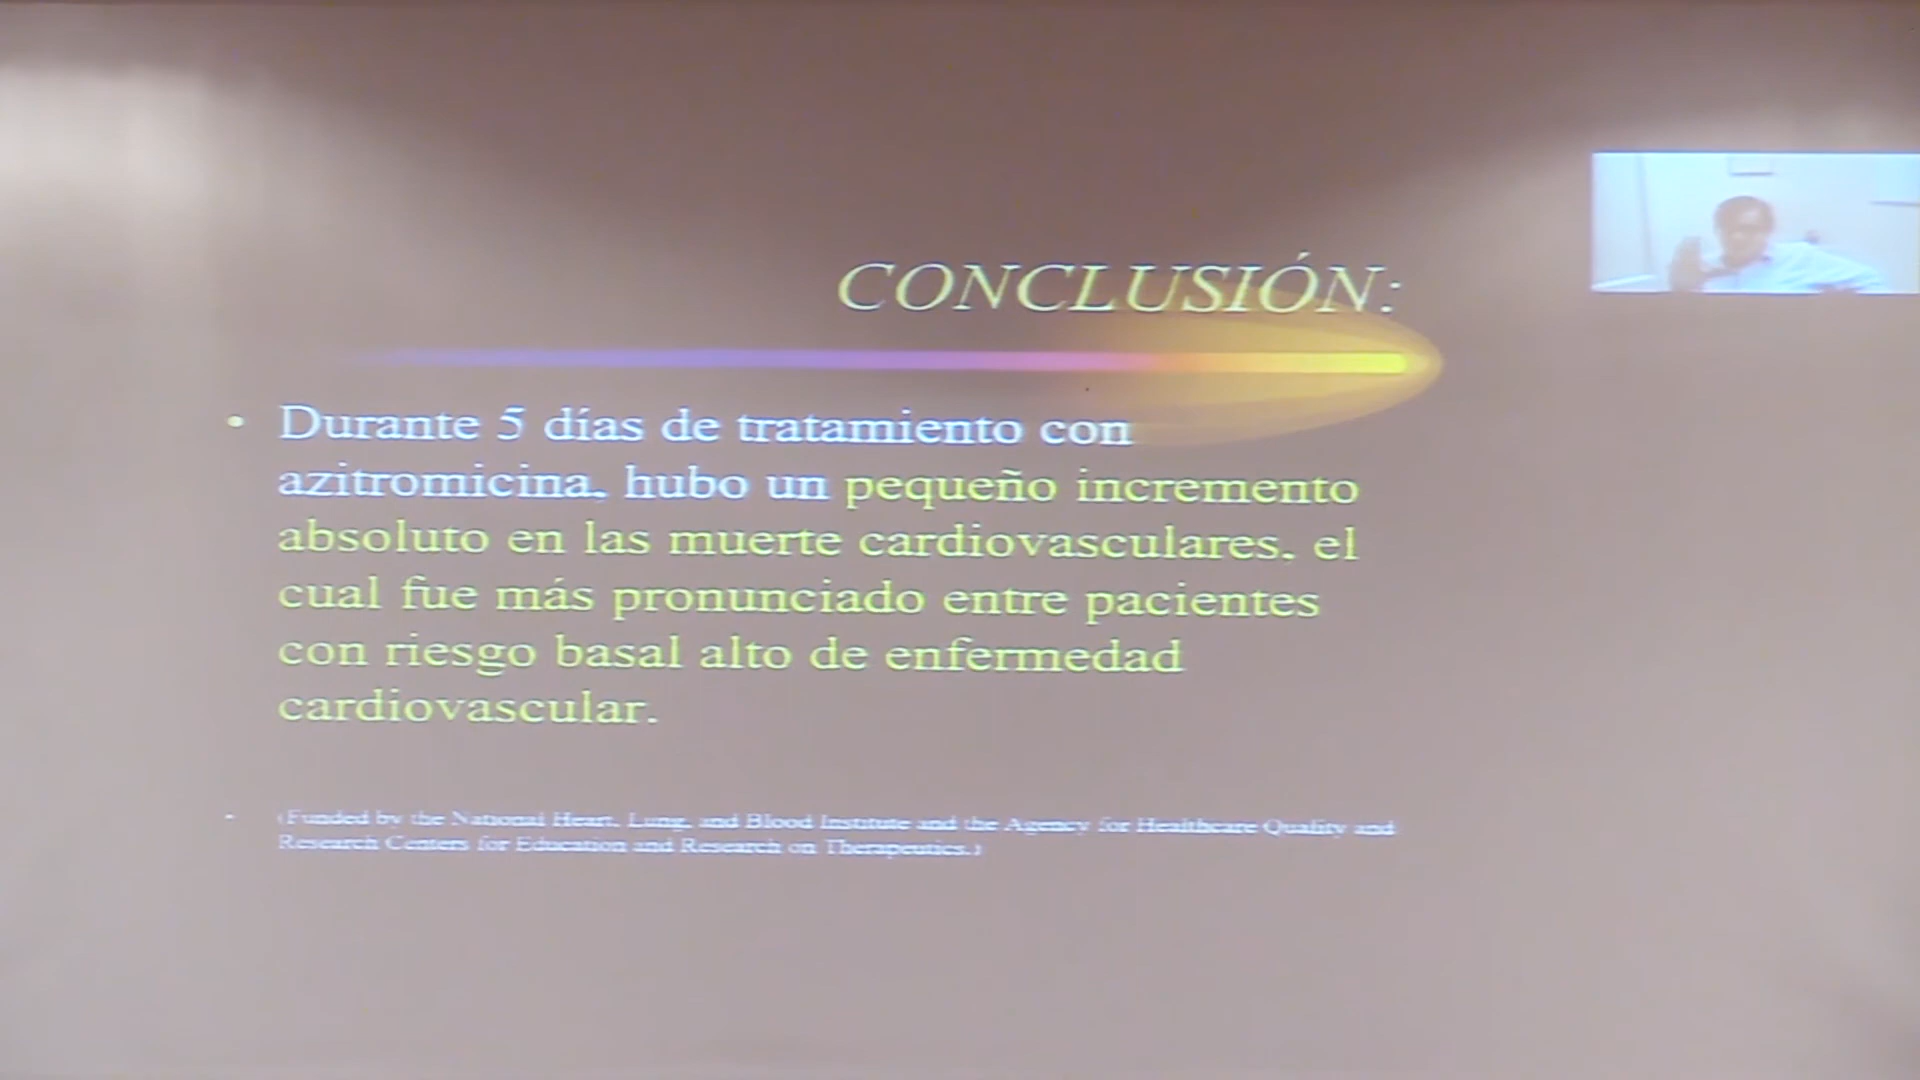 CONCLUSIÓN:
• Durante 5 días de tratamiento con
azitromicina, hubo un pequeño incremento
absoluto en las muerte cardiovasculares, el
cual fue más pronunciado entre pacientes
con riesgo basal alto de enfermedad
cardiovascular.
• (Funded by the National Heart, Lung, and Blood Institute and the Agency for Healthcare Quality and
Research Centers for Education and Research on Therapeutics.)